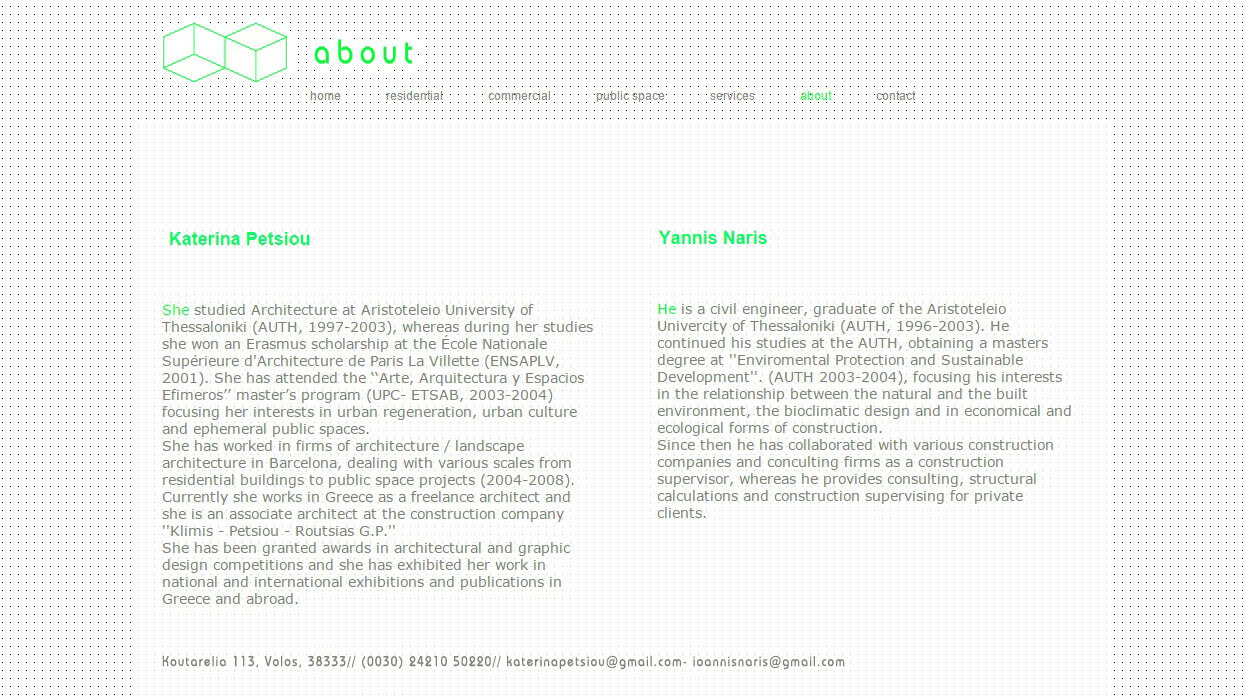 about
home residential commercial public space services about contact
Katerina Petsiou
She studied Architecture at Aristoteleio University of
Thessaloniki (AUTH, 1997-2003), whereas during her studies
she won an Erasmus scholarship at the École Nationale
Supérieure d'Architecture de Paris La Villette (ENSAPLV,
2001). She has attended the ‘‘Arte, Arquitectura y Espacios
Efimeros’’ master’s program (UPC- ETSAB, 2003-2004)
focusing her interests in urban regeneration, urban culture
and ephemeral public spaces.
She has worked in firms of architecture / landscape
architecture in Barcelona, dealing with various scales from
residential buildings to public space projects (2004-2008).
Currently she works in Greece as a freelance architect and
she is an associate architect at the construction company
''Klimis - Petsiou - Routsias G.P.''
She has been granted awards in architectural and graphic
design competitions and she has exhibited her work in
national and international exhibitions and publications in
Greece and abroad.
Yannis Naris
He is a civil engineer, graduate of the Aristoteleio
Univercity of Thessaloniki (AUTH, 1996-2003). He
continued his studies at the AUTH, obtaining a masters
degree at ''Enviromental Protection and Sustainable
Development''. (AUTH 2003-2004), focusing his interests
in the relationship between the natural and the built
environment, the bioclimatic design and in economical and
ecological forms of construction.
Since then he has collaborated with various construction
companies and conculting firms as a construction
supervisor, whereas he provides consulting, structural
calculations and construction supervising for private
clients.
Koutarelia 113, Volos, 38333// (0030) 24210 50220// katerinapetsiou@gmail.com- ioannisnaris@gmail.com